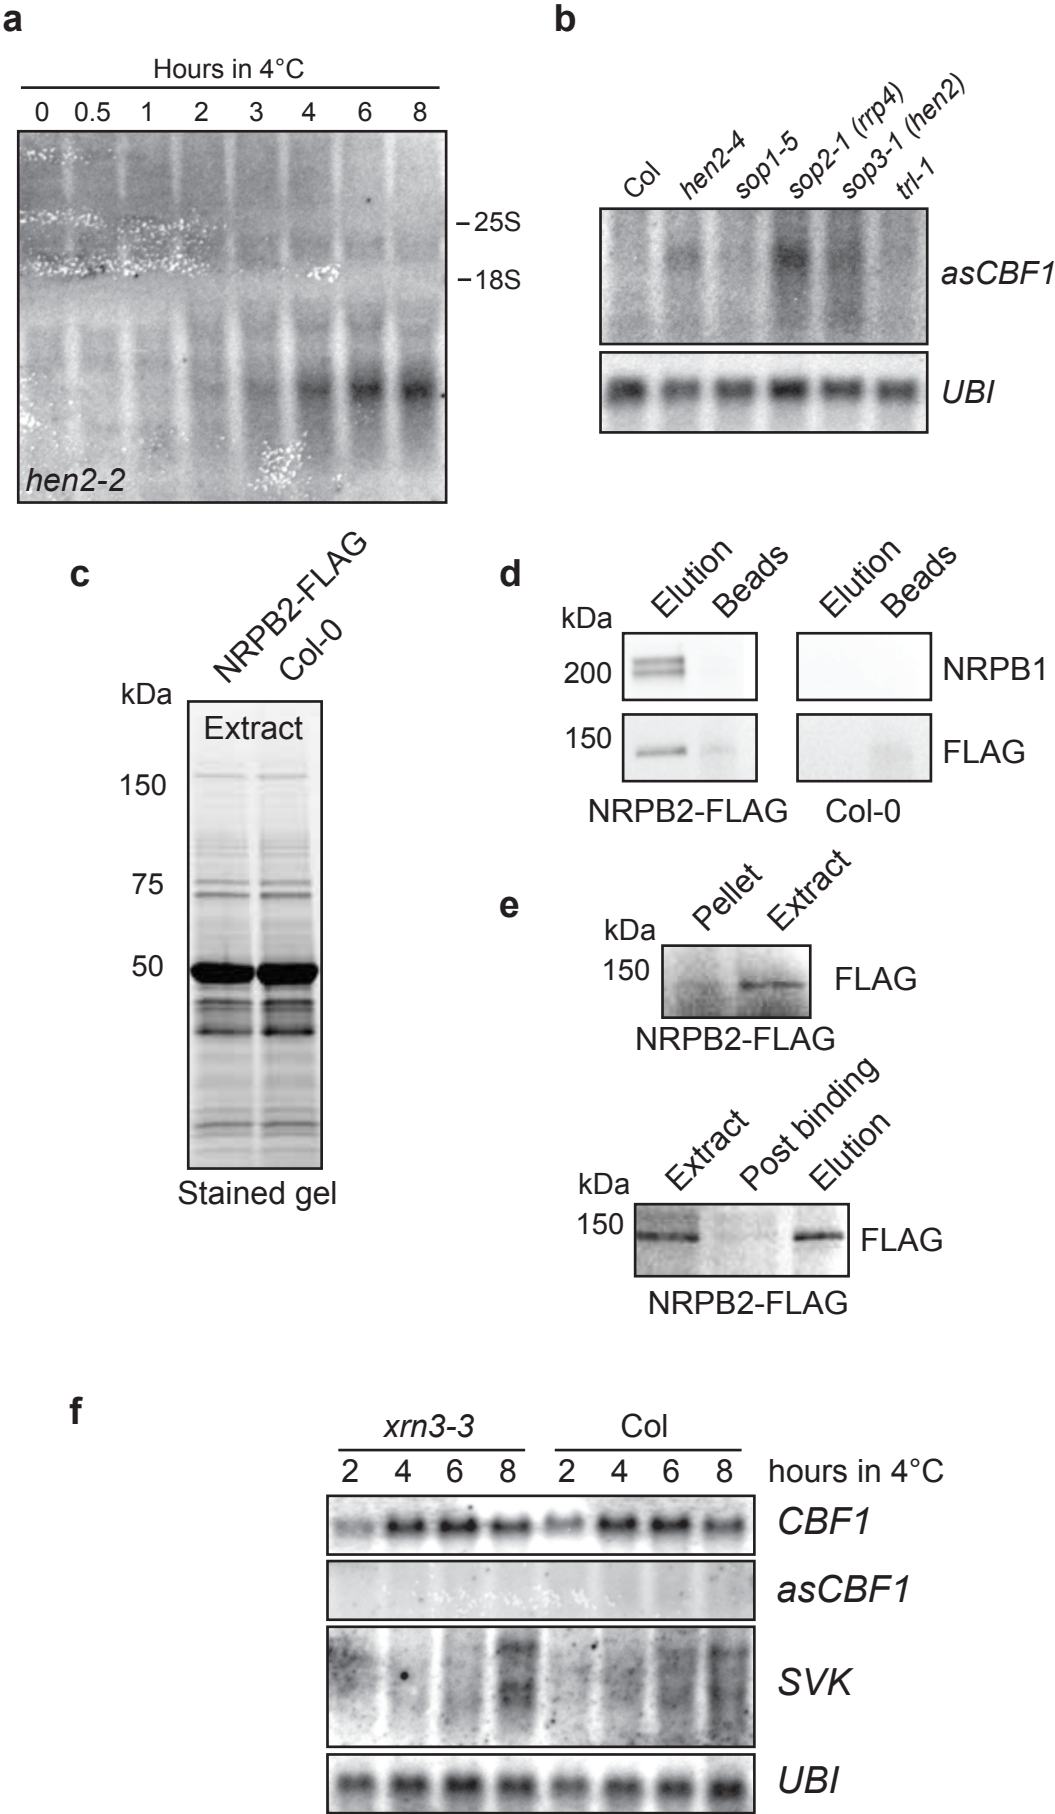 a
Hours in 4°C
0 0.5 1 2 3 4 6 8
–25S
–18S
hen2-2
b
Col hen2-4 sop1-5 sop2-1 (rrp4) sop3-1 (hen2) trl-1
asCBF1
UBI
c
NRPB2-FLAG Col-0
kDa
Extract
150
75
50
Stained gel
d
Elution Beads Elution Beads
kDa
200 NRPB1
150 FLAG
NRPB2-FLAG Col-0
e
Pellet Extract
kDa
150 FLAG
NRPB2-FLAG
Extract Post binding Elution
kDa
150 FLAG
NRPB2-FLAG
f
xrn3-3 Col
2 4 6 8 2 4 6 8 hours in 4°C
CBF1
asCBF1
SVK
UBI